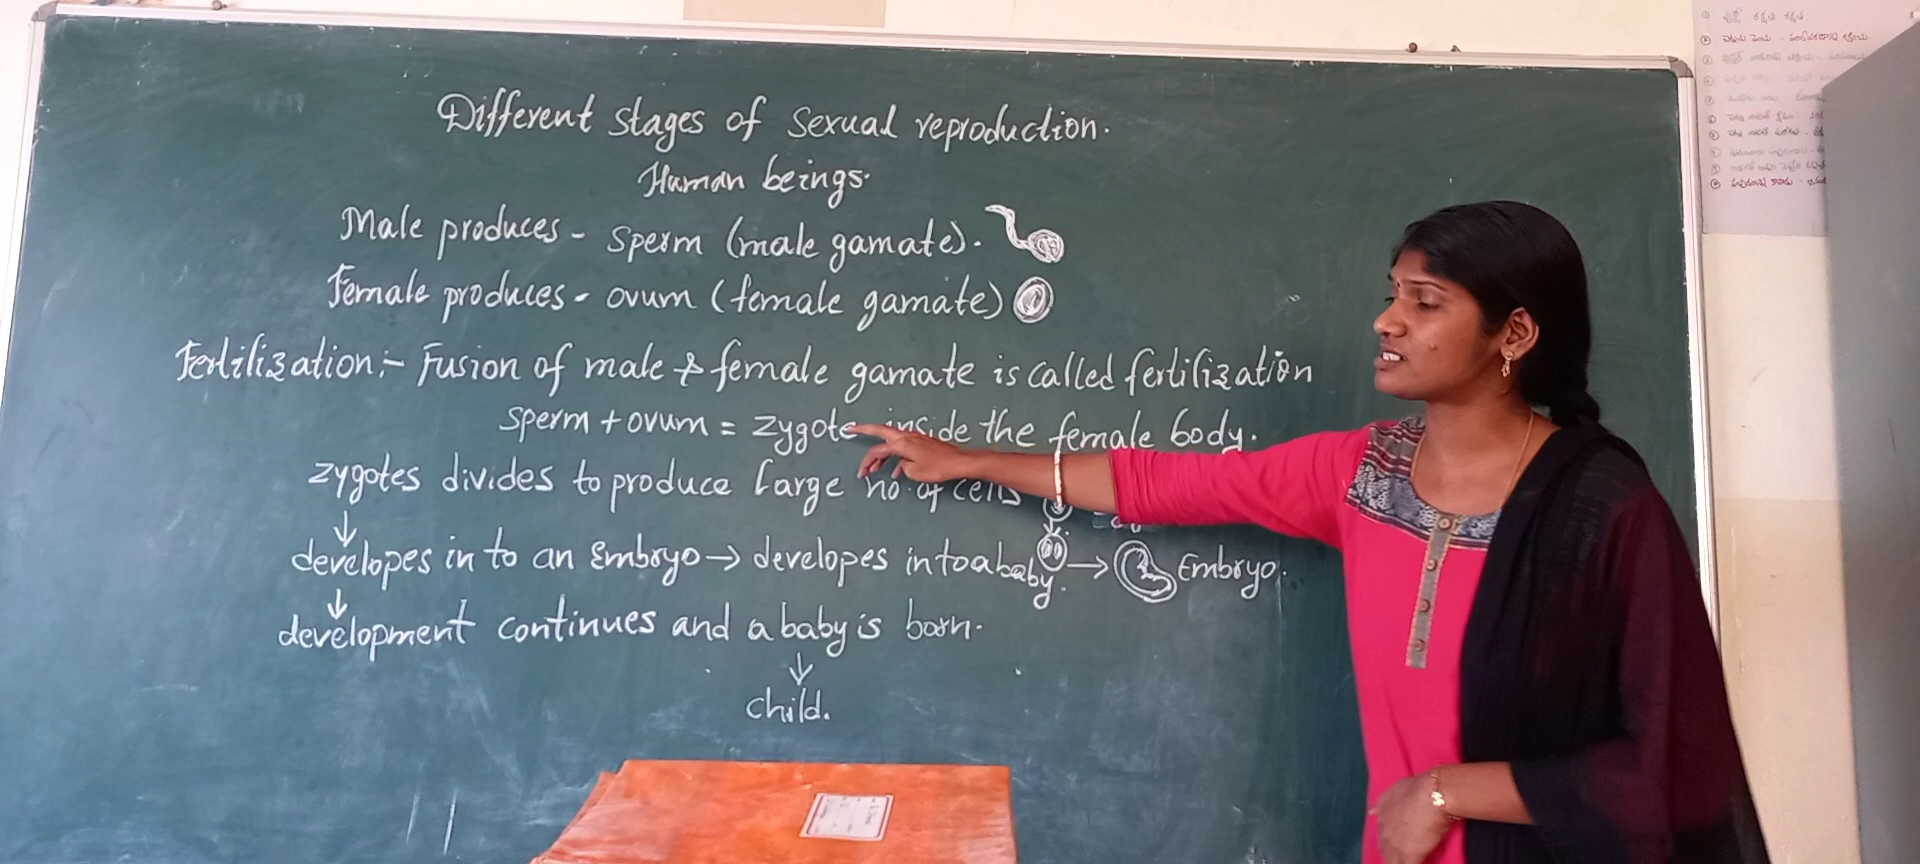 Different stages of sexual reproduction.
Human beings.
Male produces - sperm (male gamate).
Female produces - ovum (female gamate)
Fertilization:- Fusion of male & female gamate is called fertilization
sperm + ovum = zygote inside the female body.
zygotes divides to produce large no. of cells
↓
developes in to an Embryo → developes into a baby. → Embryo.
↓
development continues and a baby is born.
↓
child.